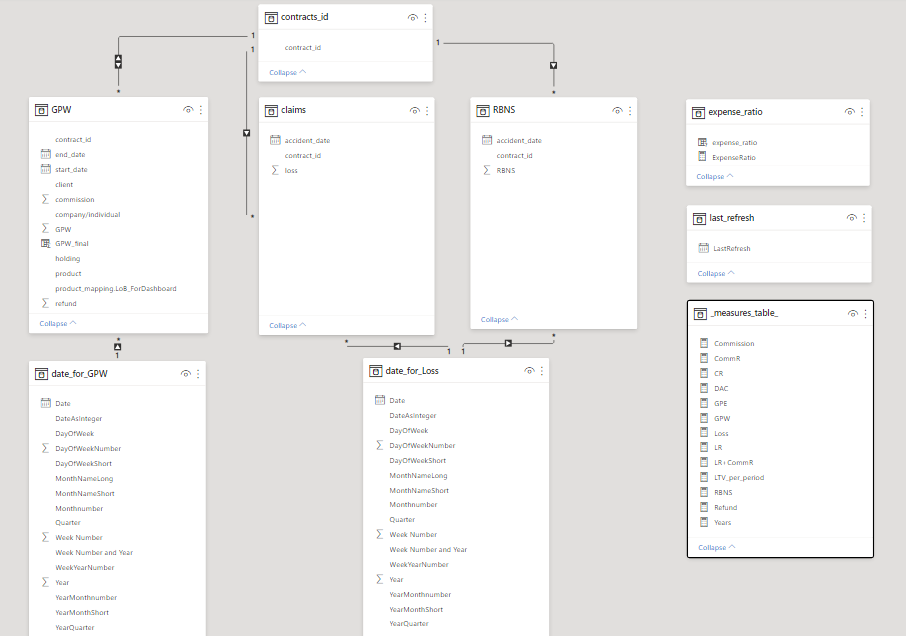 contracts_id
contract_id
Collapse
1
1
1
*
*
*
GPW
contract_id
end_date
start_date
client
commission
company/individual
GPW
GPW_final
holding
product
product_mapping.LoB_ForDashboard
refund
Collapse
claims
accident_date
contract_id
loss
Collapse
RBNS
accident_date
contract_id
RBNS
Collapse
expense_ratio
expense_ratio
ExpenseRatio
Collapse
last_refresh
LastRefresh
Collapse
_measures_table_
Commission
CommR
CR
DAC
GPE
GPW
Loss
LR
LR+CommR
LTV_per_period
RBNS
Refund
Years
Collapse
*
1
*
1
1
*
date_for_GPW
Date
DateAsInteger
DayOfWeek
DayOfWeekNumber
DayOfWeekShort
MonthNameLong
MonthNameShort
Monthnumber
Quarter
Week Number
Week Number and Year
WeekYearNumber
Year
YearMonthnumber
YearMonthShort
YearQuarter
date_for_Loss
Date
DateAsInteger
DayOfWeek
DayOfWeekNumber
DayOfWeekShort
MonthNameLong
MonthNameShort
Monthnumber
Quarter
Week Number
Week Number and Year
WeekYearNumber
Year
YearMonthnumber
YearMonthShort
YearQuarter